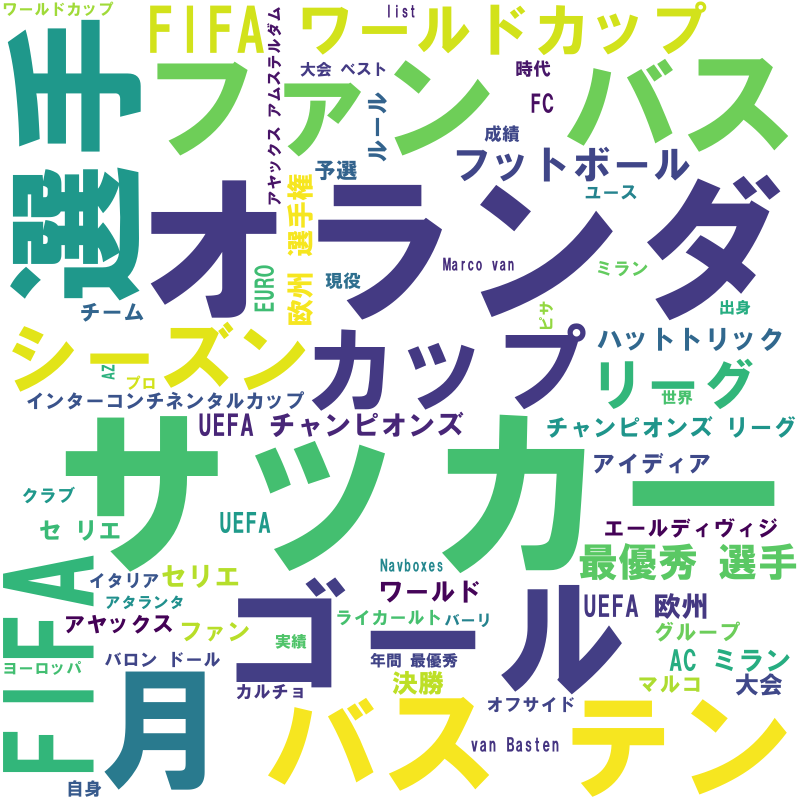 ワールドカップ
FIFA ワールドカップ
list
選手
ファン バス
アヤックス アムステルダム
大会 ベスト
時代
ルール
FC
成績
予選
フットボール
ユース
オランダ
欧州 選手権
EURO
現役
Marco van
ミラン
チーム
ピサ
出身
シーズン
カップ
ハットトリック
AZ
プロ
リーグ
世界
インターコンチネンタルカップ
UEFA チャンピオンズ
チャンピオンズ リーグ
サッカー
アイディア
クラブ
セ リエ
UEFA
エールディヴィジ
最優秀 選手
FIFA
イタリア
セリエ
Navboxes
ワールド
アタランタ
ゴール
UEFA 欧州
アヤックス
ファン
ライカールト
バーリ
実績
グループ
ヨーロッパ
バロン ドール
年間 最優秀
AC ミラン
月
カルチョ
決勝
マルコ
大会
オフサイド
バス テン
van Basten
自身